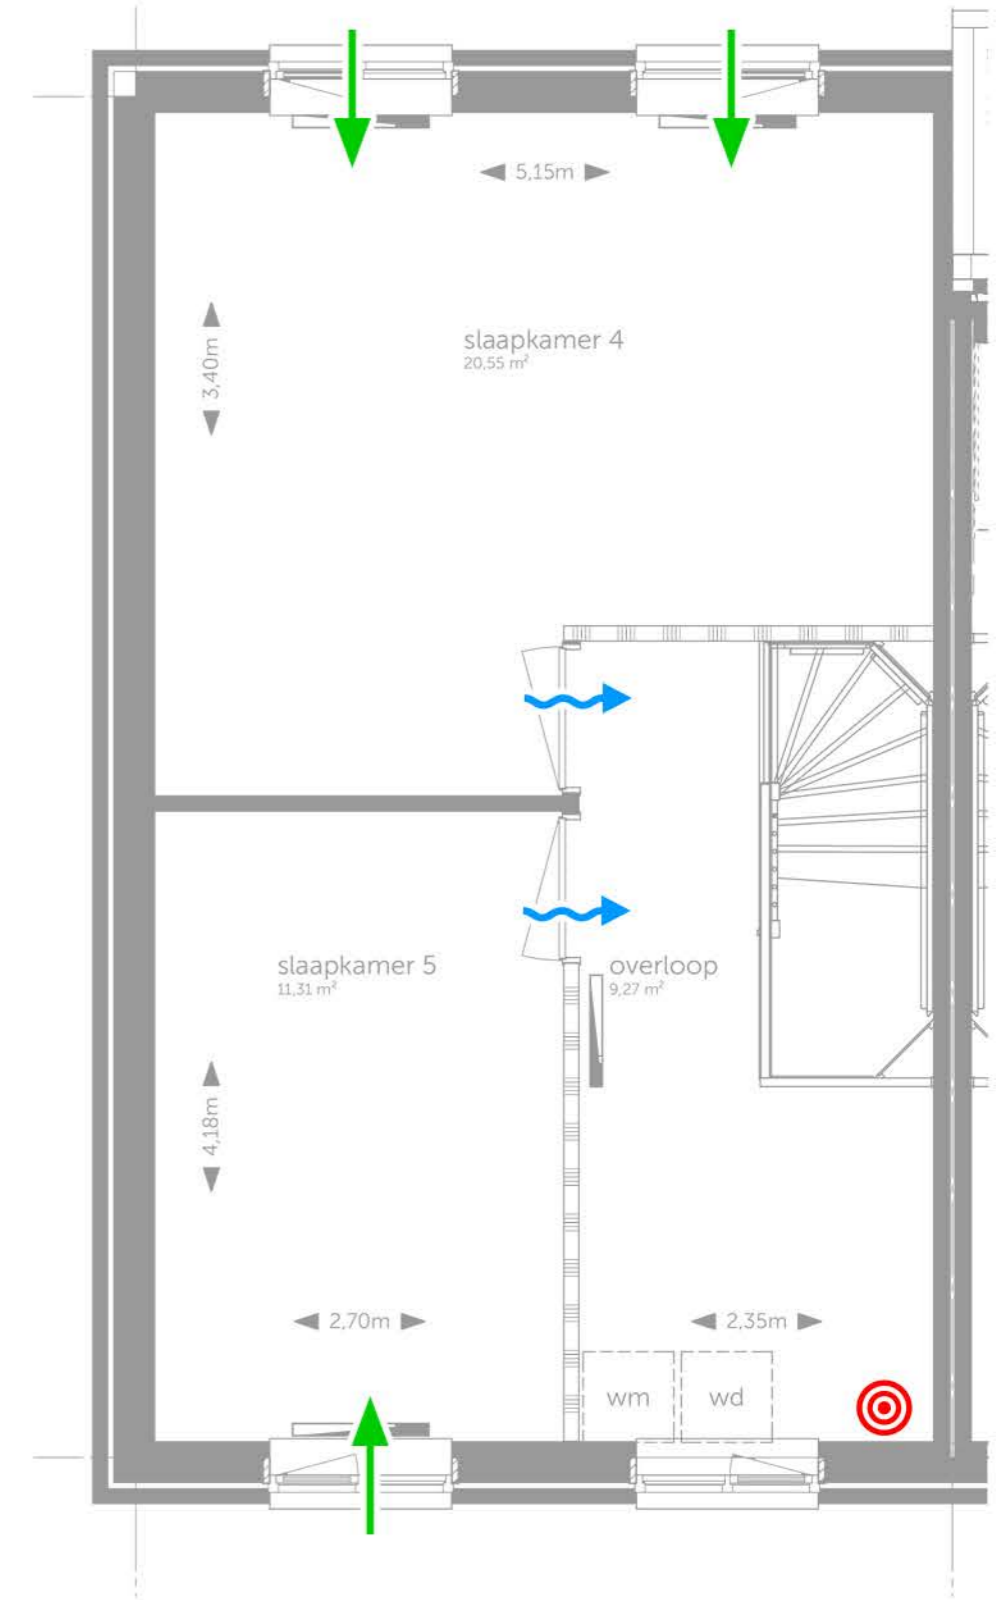 5,15m
slaapkamer 4
20,55 m²
3,40m
slaapkamer 5
11,31 m²
overloop
9,27 m²
4,18m
2,70m
2,35m
wm
wd